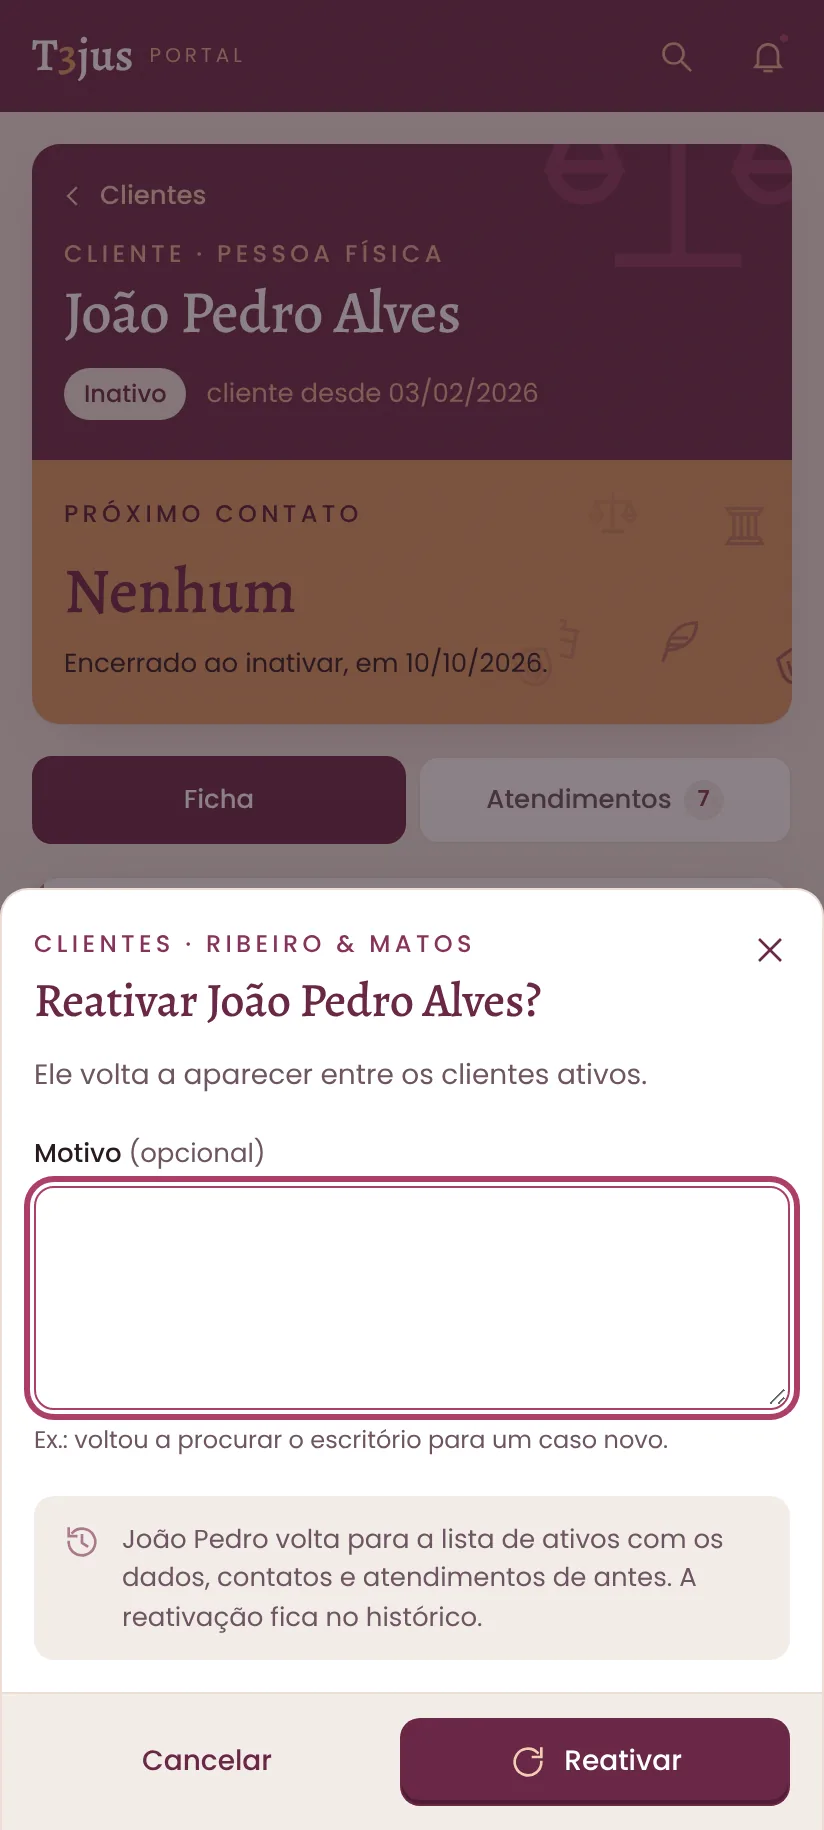 T3jus PORTAL
Clientes
CLIENTE · PESSOA FÍSICA
João Pedro Alves
Inativo cliente desde 03/02/2026
PRÓXIMO CONTATO
Nenhum
Encerrado ao inativar, em 10/10/2026.
Ficha
Atendimentos 7
CLIENTES · RIBEIRO & MATOS
Reativar João Pedro Alves?
Ele volta a aparecer entre os clientes ativos.
Motivo (opcional)
Ex.: voltou a procurar o escritório para um caso novo.
João Pedro volta para a lista de ativos com os
dados, contatos e atendimentos de antes. A
reativação fica no histórico.
Cancelar
Reativar